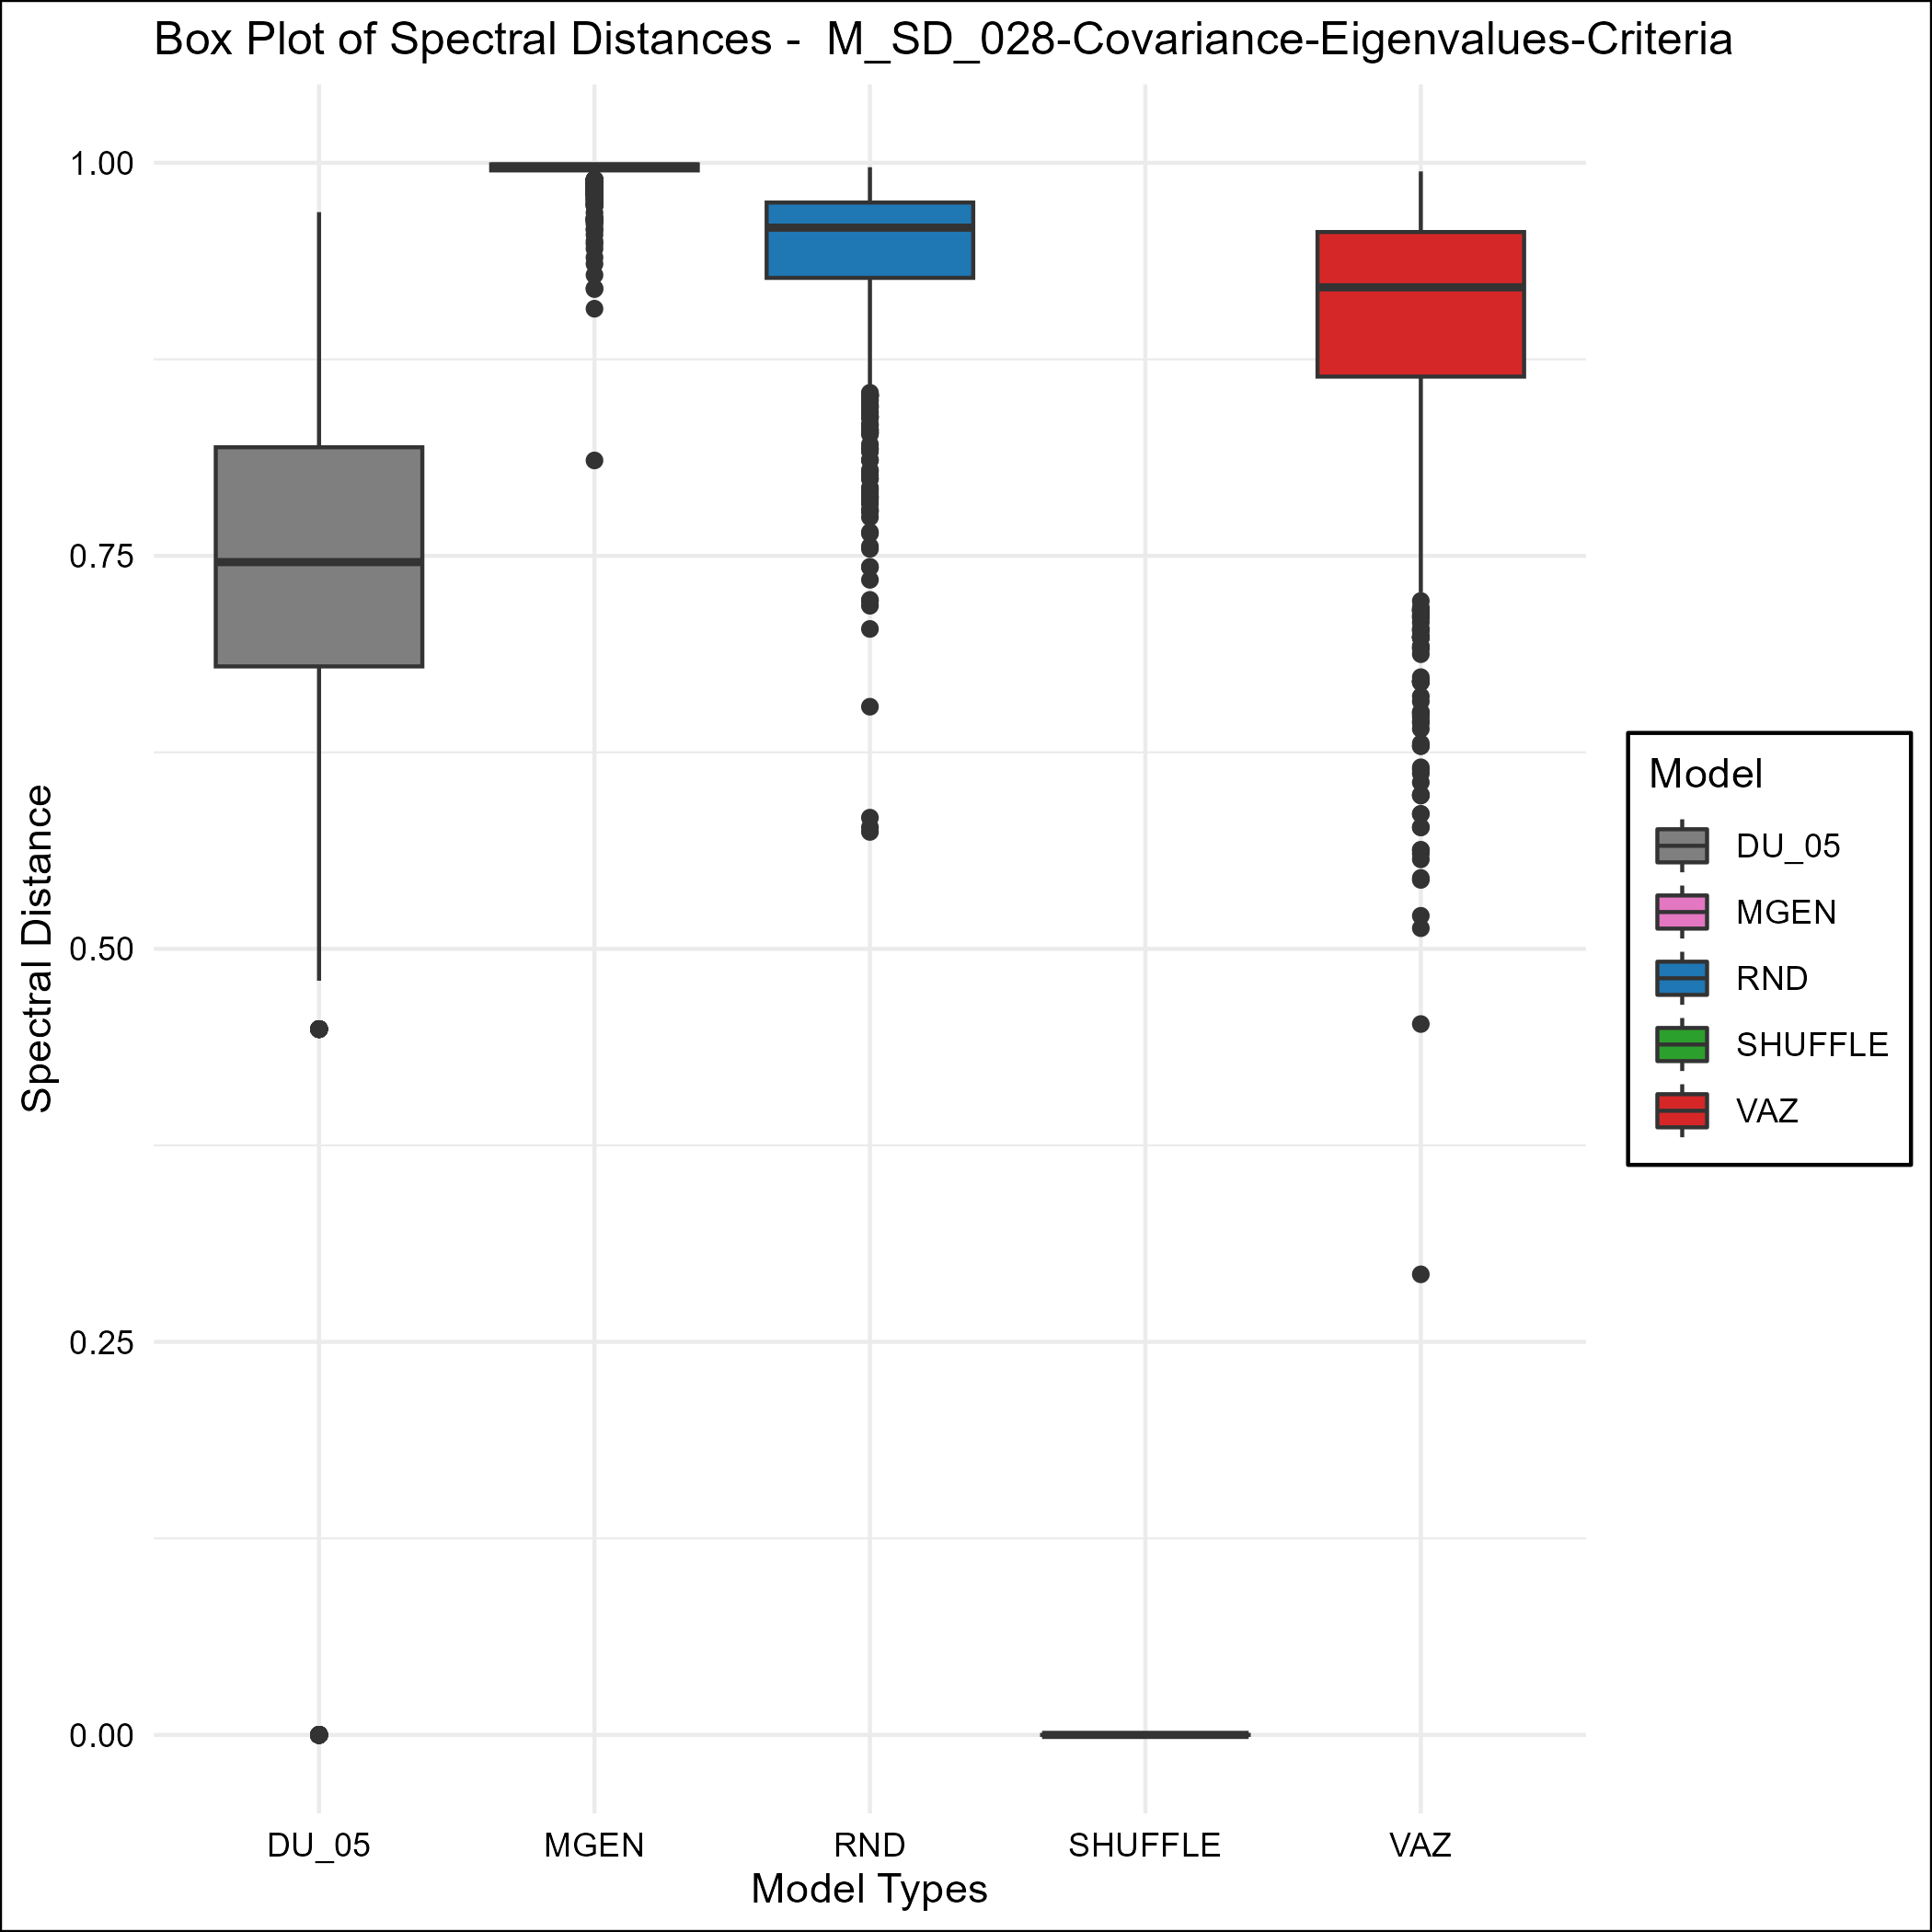 Box Plot of Spectral Distances -  M_SD_028-Covariance-Eigenvalues-Criteria
Spectral Distance
1.00
0.75
0.50
0.25
0.00
DU_05
MGEN
RND
SHUFFLE
VAZ
Model Types
Model
DU_05
MGEN
RND
SHUFFLE
VAZ